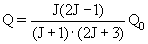 Q = J(2J − 1) / (J + 1) · (2J + 3) Q₀